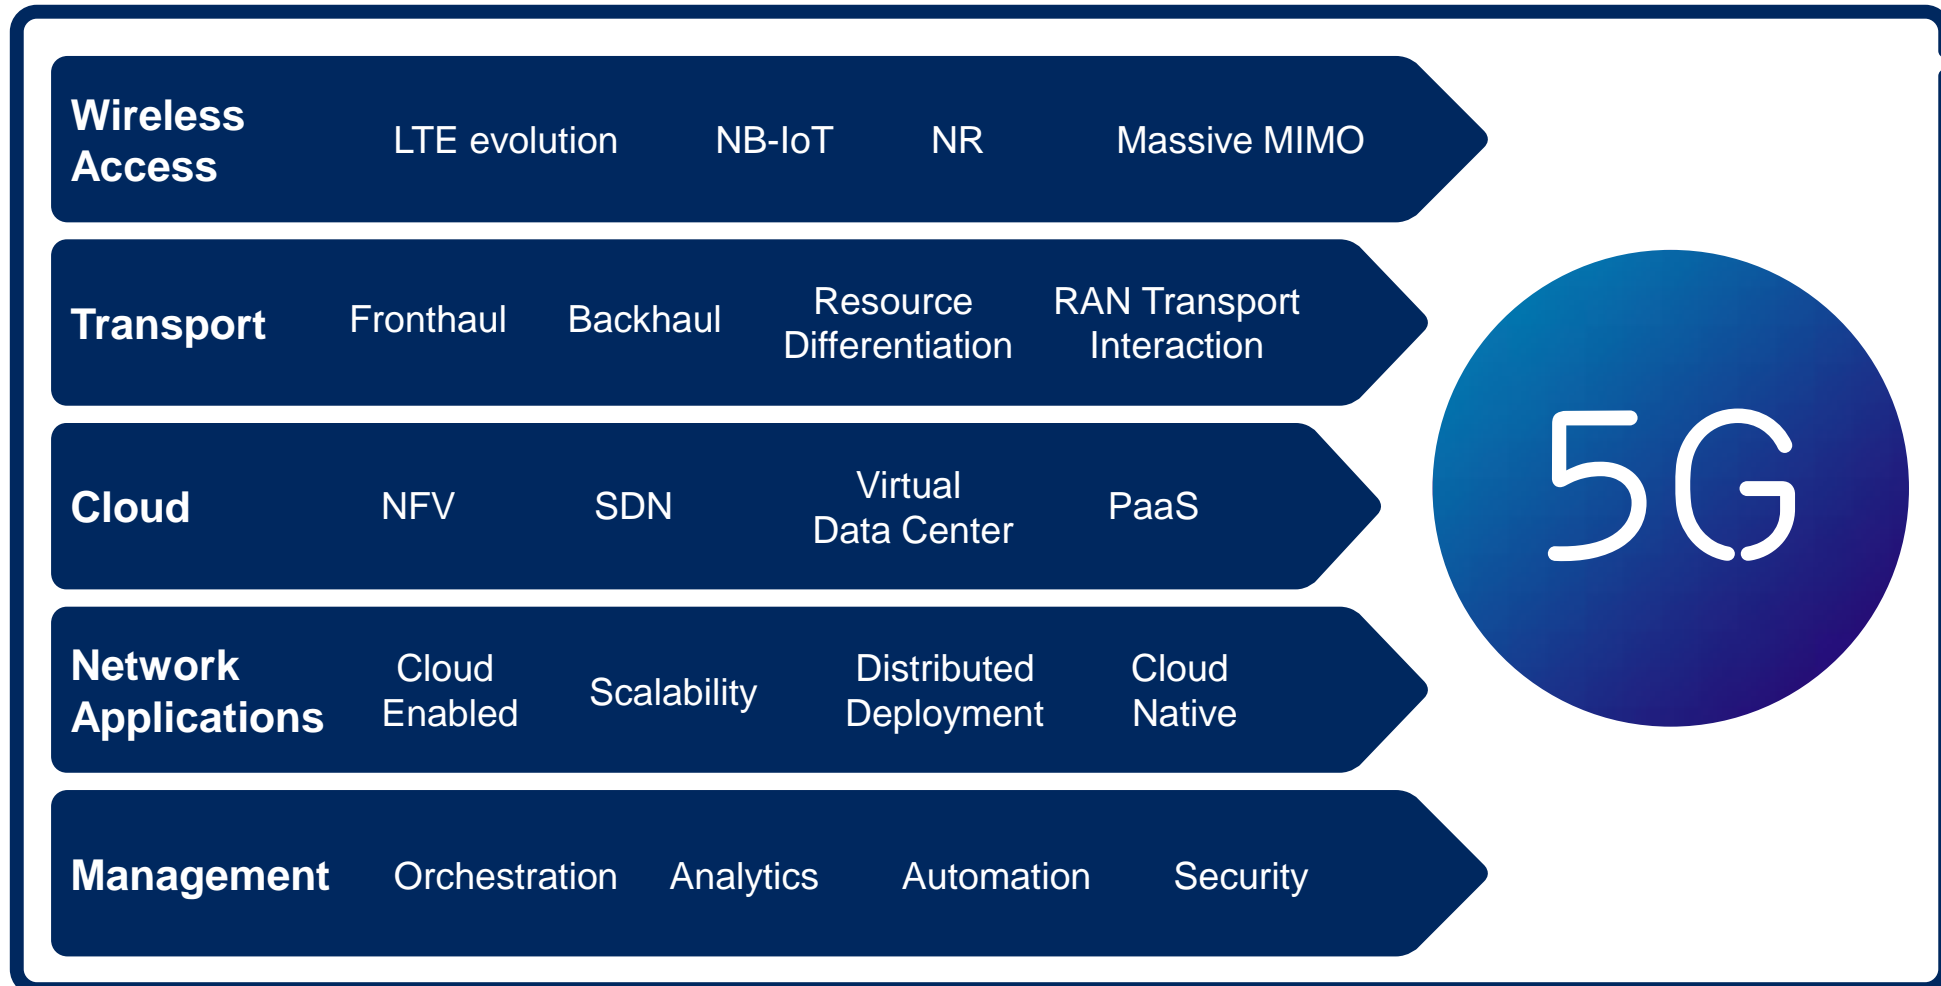 Wireless
Access
LTE evolution
NB-IoT
NR
Massive MIMO
Transport
Fronthaul
Backhaul
Resource
Differentiation
RAN Transport
Interaction
Cloud
NFV
SDN
Virtual
Data Center
PaaS
Network
Applications
Cloud
Enabled
Scalability
Distributed
Deployment
Cloud
Native
Management
Orchestration
Analytics
Automation
Security
5G